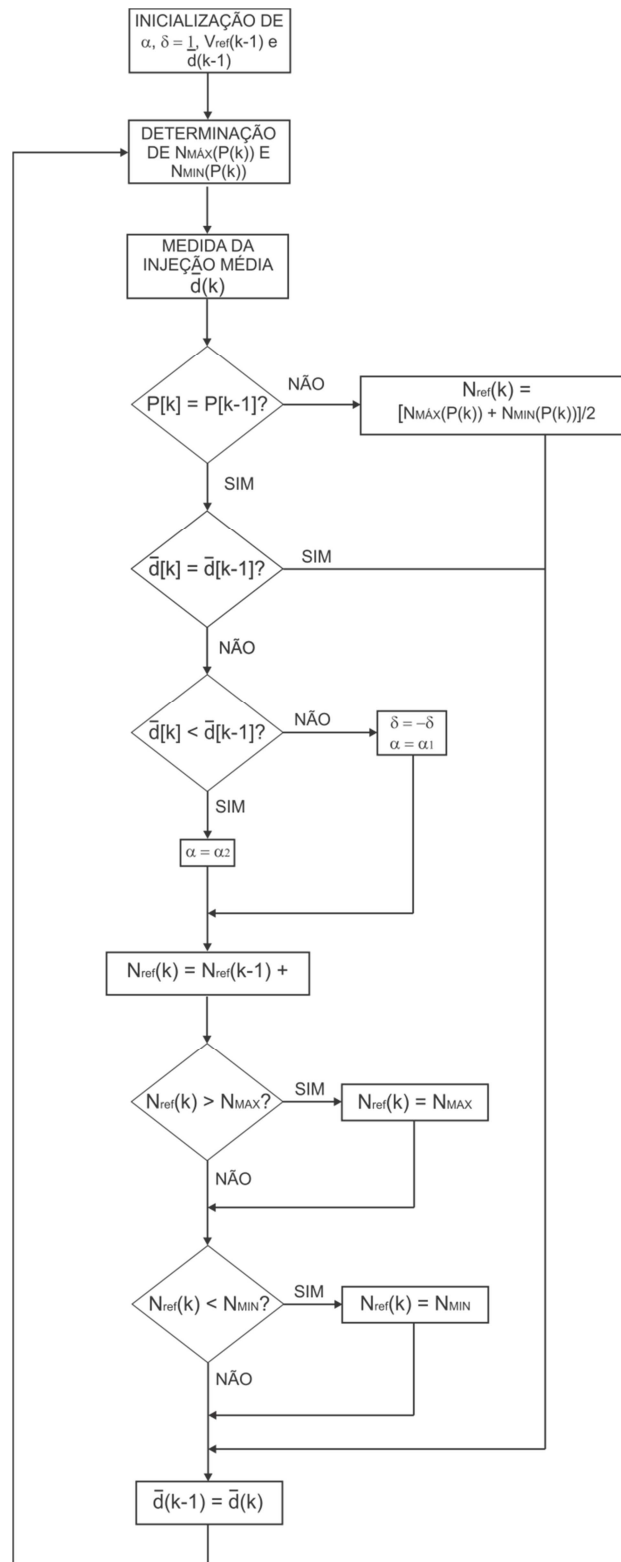 INICIALIZAÇÃO DE
α, δ = 1, Vref(k-1) e
d̅(k-1)
DETERMINAÇÃO
DE NMÁX(P(k)) E
NMIN(P(k))
MEDIDA DA
INJEÇÃO MÉDIA
d̅(k)
P[k] = P[k-1]?
NÃO
Nref(k) =
[NMÁX(P(k)) + NMIN(P(k))]/2
SIM
d̅[k] = d̅[k-1]?
SIM
NÃO
d̅[k] < d̅[k-1]?
NÃO
δ = −δ
α = α1
SIM
α = α2
Nref(k) = Nref(k-1) +
Nref(k) > NMAX?
SIM
Nref(k) = NMAX
NÃO
Nref(k) < NMIN?
SIM
Nref(k) = NMIN
NÃO
d̅(k-1) = d̅(k)